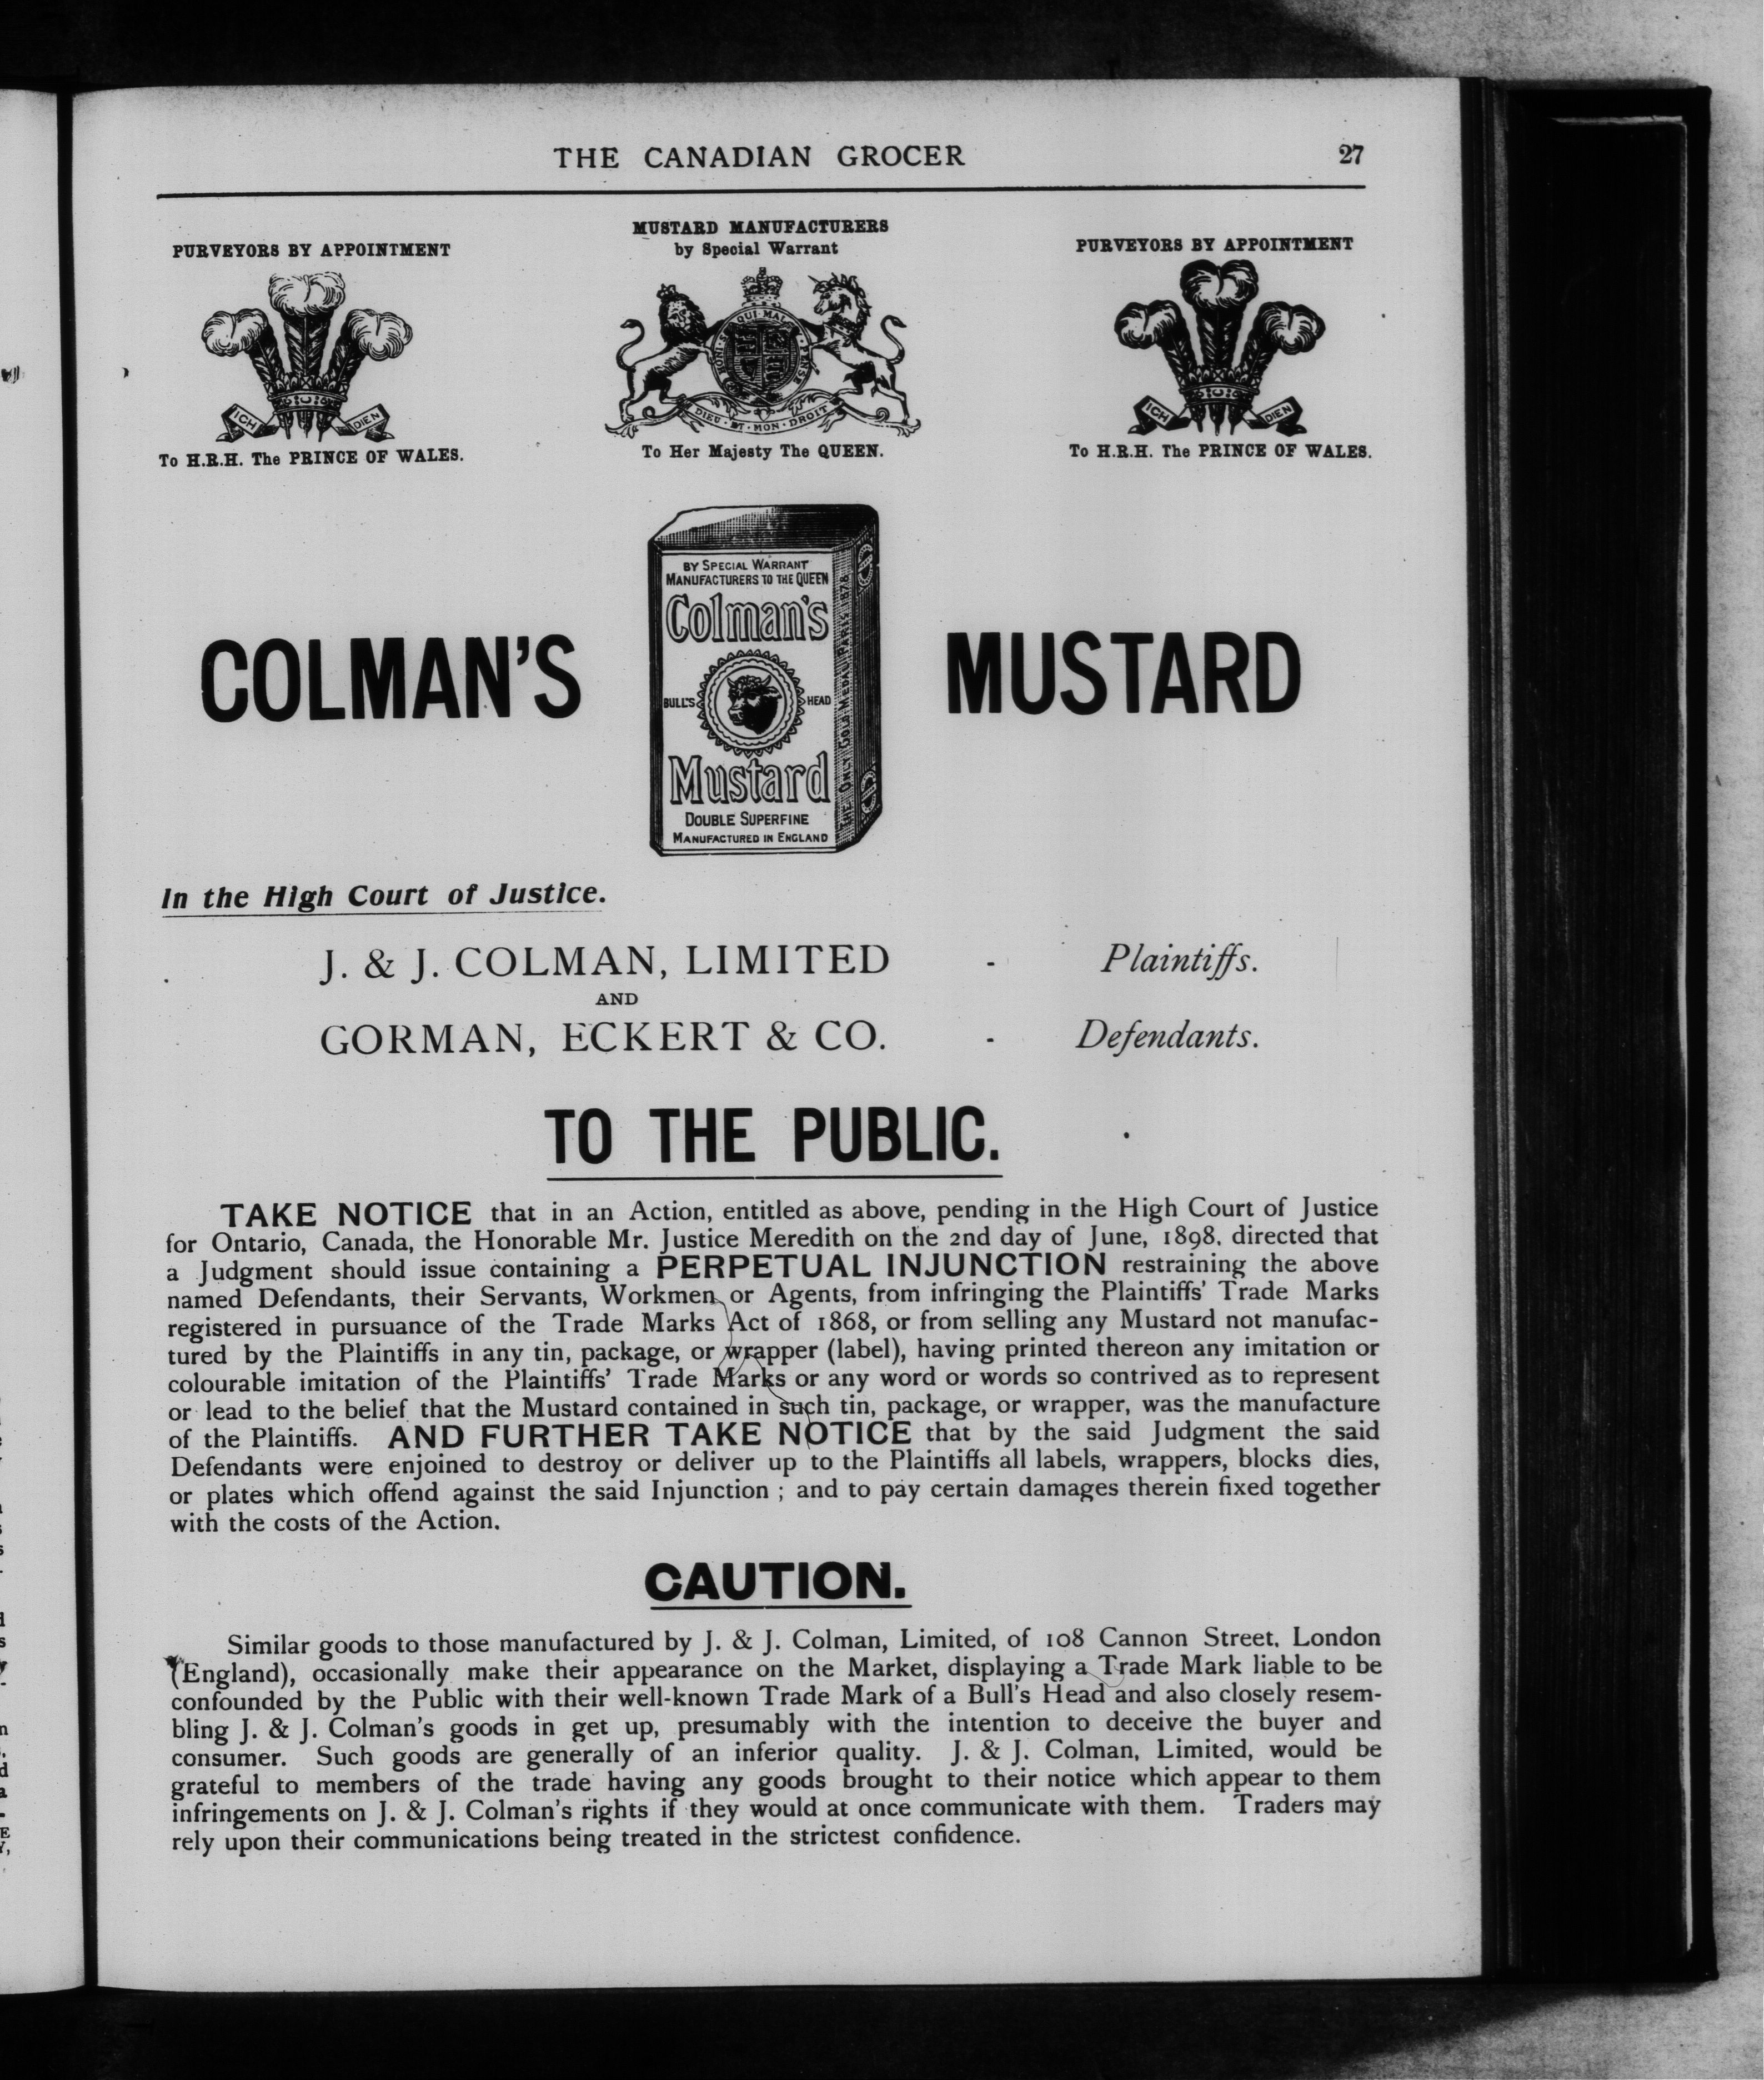 THE CANADIAN GROCER 27
PURVEYORS BY APPOINTMENT
ICH DIEN
To H.R.H. The PRINCE OF WALES.
MUSTARD MANUFACTURERS
by Special Warrant
HONI·SOIT QUI·MAL·Y·PENSE
DIEU·ET·MON·DROIT
To Her Majesty The QUEEN.
PURVEYORS BY APPOINTMENT
ICH DIEN
To H.R.H. The PRINCE OF WALES.
COLMAN'S
BY SPECIAL WARRANT
MANUFACTURERS TO THE QUEEN
Colman's
BULL'S HEAD
Mustard
DOUBLE SUPERFINE
MANUFACTURED IN ENGLAND
THE ONLY GOLD MEDAL PARIS 1878
MUSTARD
In the High Court of Justice.
J. & J. COLMAN, LIMITED - Plaintiffs.
AND
GORMAN, ECKERT & CO. - Defendants.
TO THE PUBLIC.
TAKE NOTICE that in an Action, entitled as above, pending in the High Court of Justice
for Ontario, Canada, the Honorable Mr. Justice Meredith on the 2nd day of June, 1898, directed that
a Judgment should issue containing a PERPETUAL INJUNCTION restraining the above
named Defendants, their Servants, Workmen or Agents, from infringing the Plaintiffs' Trade Marks
registered in pursuance of the Trade Marks Act of 1868, or from selling any Mustard not manufac-
tured by the Plaintiffs in any tin, package, or wrapper (label), having printed thereon any imitation or
colourable imitation of the Plaintiffs' Trade Marks or any word or words so contrived as to represent
or lead to the belief that the Mustard contained in such tin, package, or wrapper, was the manufacture
of the Plaintiffs. AND FURTHER TAKE NOTICE that by the said Judgment the said
Defendants were enjoined to destroy or deliver up to the Plaintiffs all labels, wrappers, blocks dies,
or plates which offend against the said Injunction ; and to pay certain damages therein fixed together
with the costs of the Action.
CAUTION.
Similar goods to those manufactured by J. & J. Colman, Limited, of 108 Cannon Street, London
(England), occasionally make their appearance on the Market, displaying a Trade Mark liable to be
confounded by the Public with their well-known Trade Mark of a Bull's Head and also closely resem-
bling J. & J. Colman's goods in get up, presumably with the intention to deceive the buyer and
consumer. Such goods are generally of an inferior quality. J. & J. Colman, Limited, would be
grateful to members of the trade having any goods brought to their notice which appear to them
infringements on J. & J. Colman's rights if they would at once communicate with them. Traders may
rely upon their communications being treated in the strictest confidence.